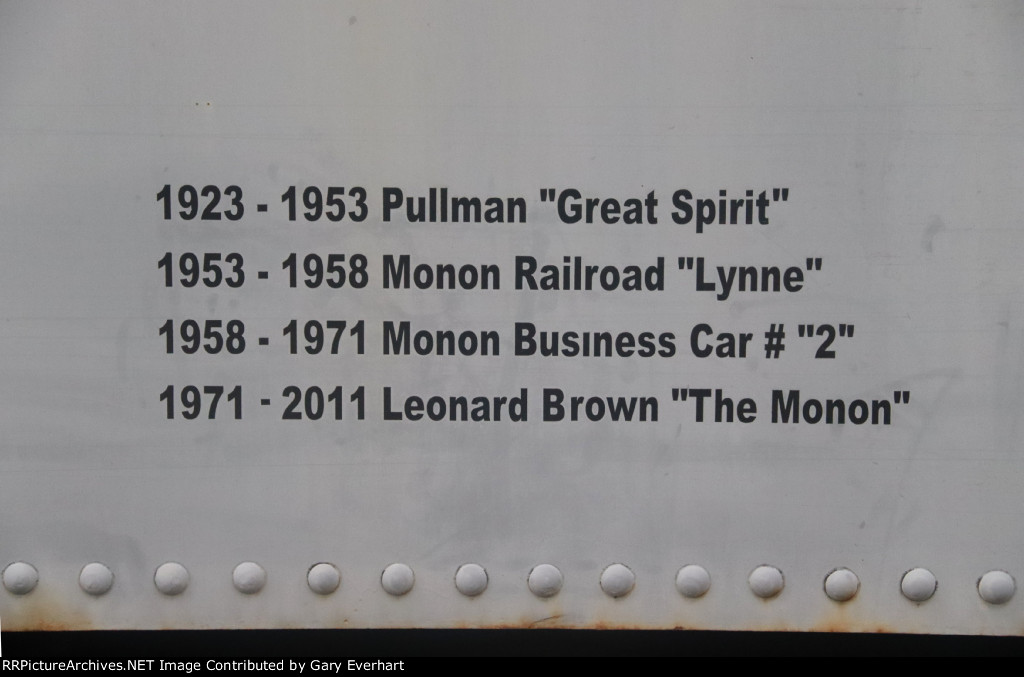 1923 - 1953 Pullman "Great Spirit"
1953 - 1958 Monon Railroad "Lynne"
1958 - 1971 Monon Business Car # "2"
1971 - 2011 Leonard Brown "The Monon"
RRPictureArchives.NET Image Contributed by Gary Everhart